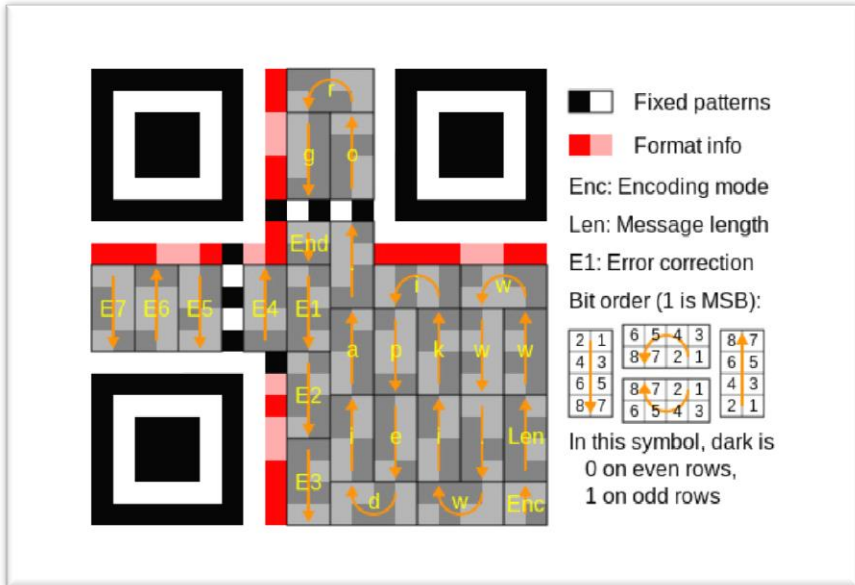 r
g o
End .
i w
E7 E6 E5 E4 E1
a p k w w
E2
i e i . Len
E3
d w Enc
Fixed patterns
Format info
Enc: Encoding mode
Len: Message length
E1: Error correction
Bit order (1 is MSB):
2 1
4 3
6 5
8 7
6 5 4 3
8 7 2 1
8 7 2 1
6 5 4 3
8 7
6 5
4 3
2 1
In this symbol, dark is
0 on even rows,
1 on odd rows